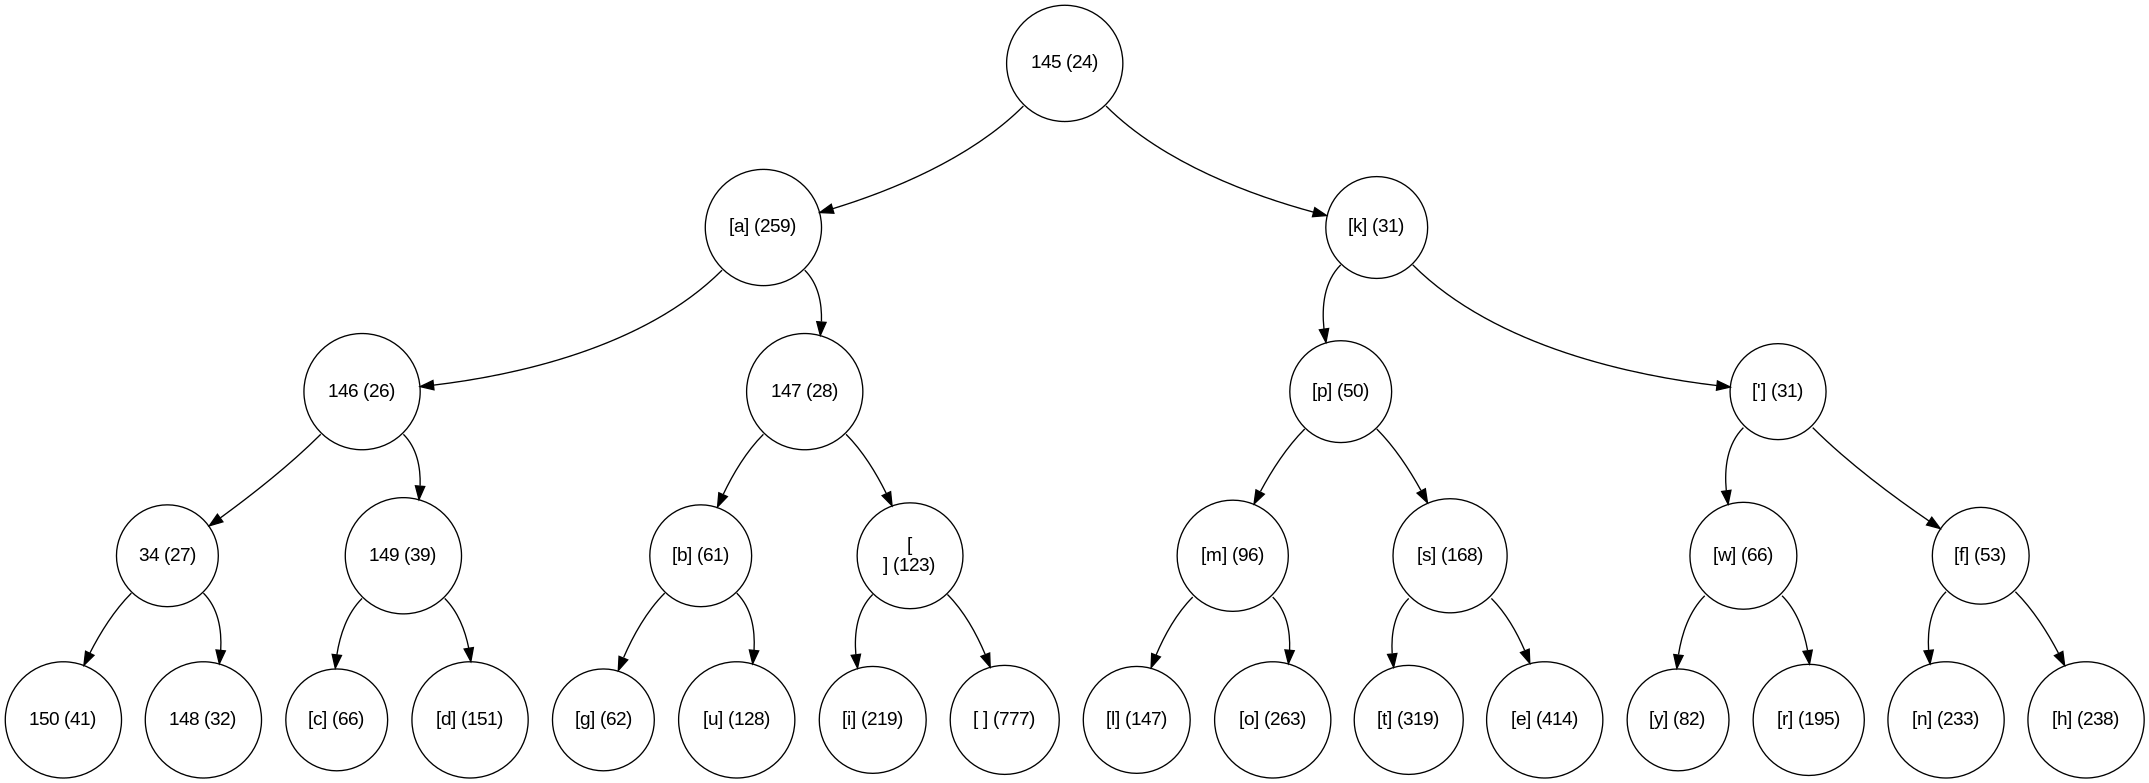 145 (24)
[a] (259)
[k] (31)
146 (26)
147 (28)
[p] (50)
['] (31)
34 (27)
149 (39)
[b] (61)
[
] (123)
[m] (96)
[s] (168)
[w] (66)
[f] (53)
150 (41)
148 (32)
[c] (66)
[d] (151)
[g] (62)
[u] (128)
[i] (219)
[ ] (777)
[l] (147)
[o] (263)
[t] (319)
[e] (414)
[y] (82)
[r] (195)
[n] (233)
[h] (238)